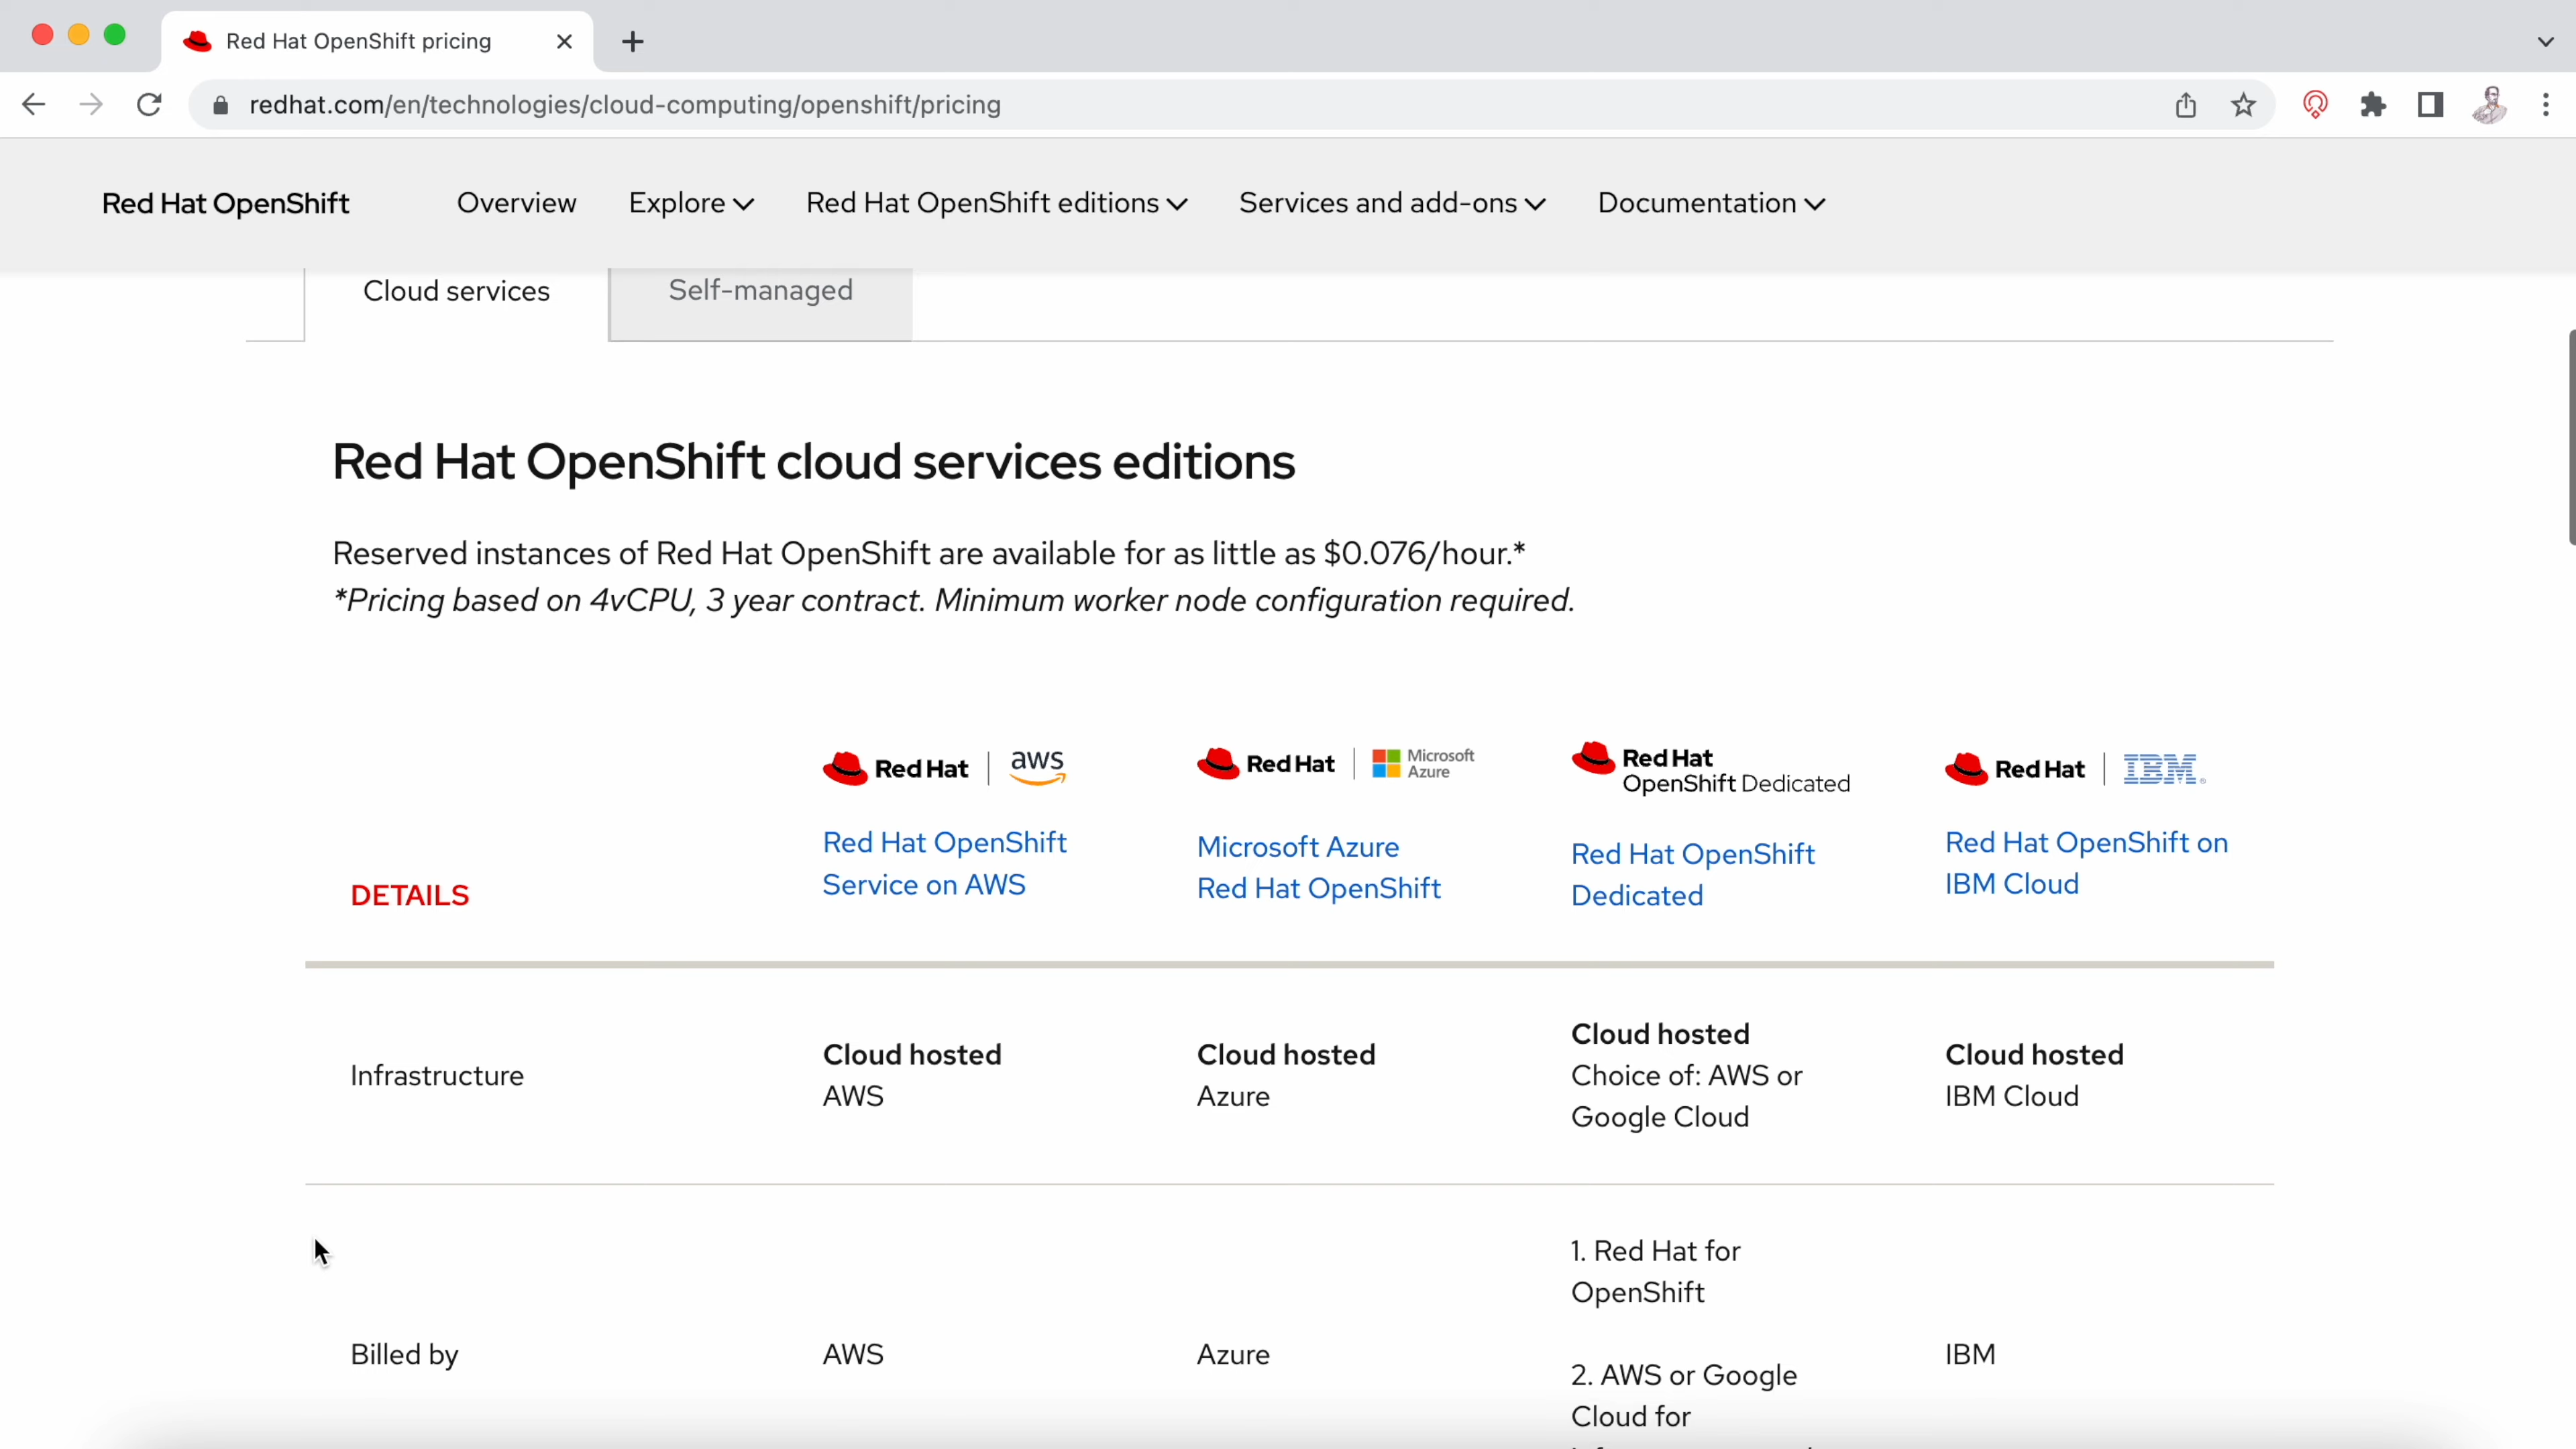 Red Hat OpenShift pricing
redhat.com/en/technologies/cloud-computing/openshift/pricing
Red Hat OpenShift Overview Explore Red Hat OpenShift editions Services and add-ons Documentation
Cloud services Self-managed
Red Hat OpenShift cloud services editions
Reserved instances of Red Hat OpenShift are available for as little as $0.076/hour.*
*Pricing based on 4vCPU, 3 year contract. Minimum worker node configuration required.
DETAILS
Red Hat | aws
Red Hat OpenShift
Service on AWS
Red Hat | Microsoft
Azure
Microsoft Azure
Red Hat OpenShift
Red Hat
OpenShift Dedicated
Red Hat OpenShift
Dedicated
Red Hat | IBM®
Red Hat OpenShift on
IBM Cloud
Infrastructure
Cloud hosted
AWS
Cloud hosted
Azure
Cloud hosted
Choice of: AWS or
Google Cloud
Cloud hosted
IBM Cloud
Billed by
AWS
Azure
1. Red Hat for
OpenShift
2. AWS or Google
Cloud for
IBM